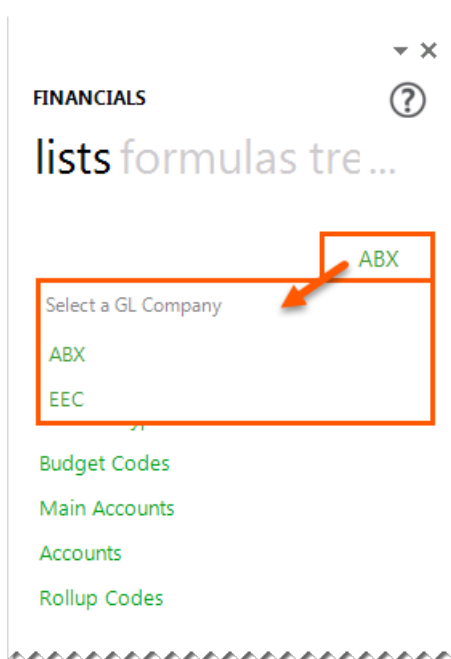 FINANCIALS
?
lists formulas tre...
ABX
Select a GL Company
ABX
EEC
Budget Codes
Main Accounts
Accounts
Rollup Codes